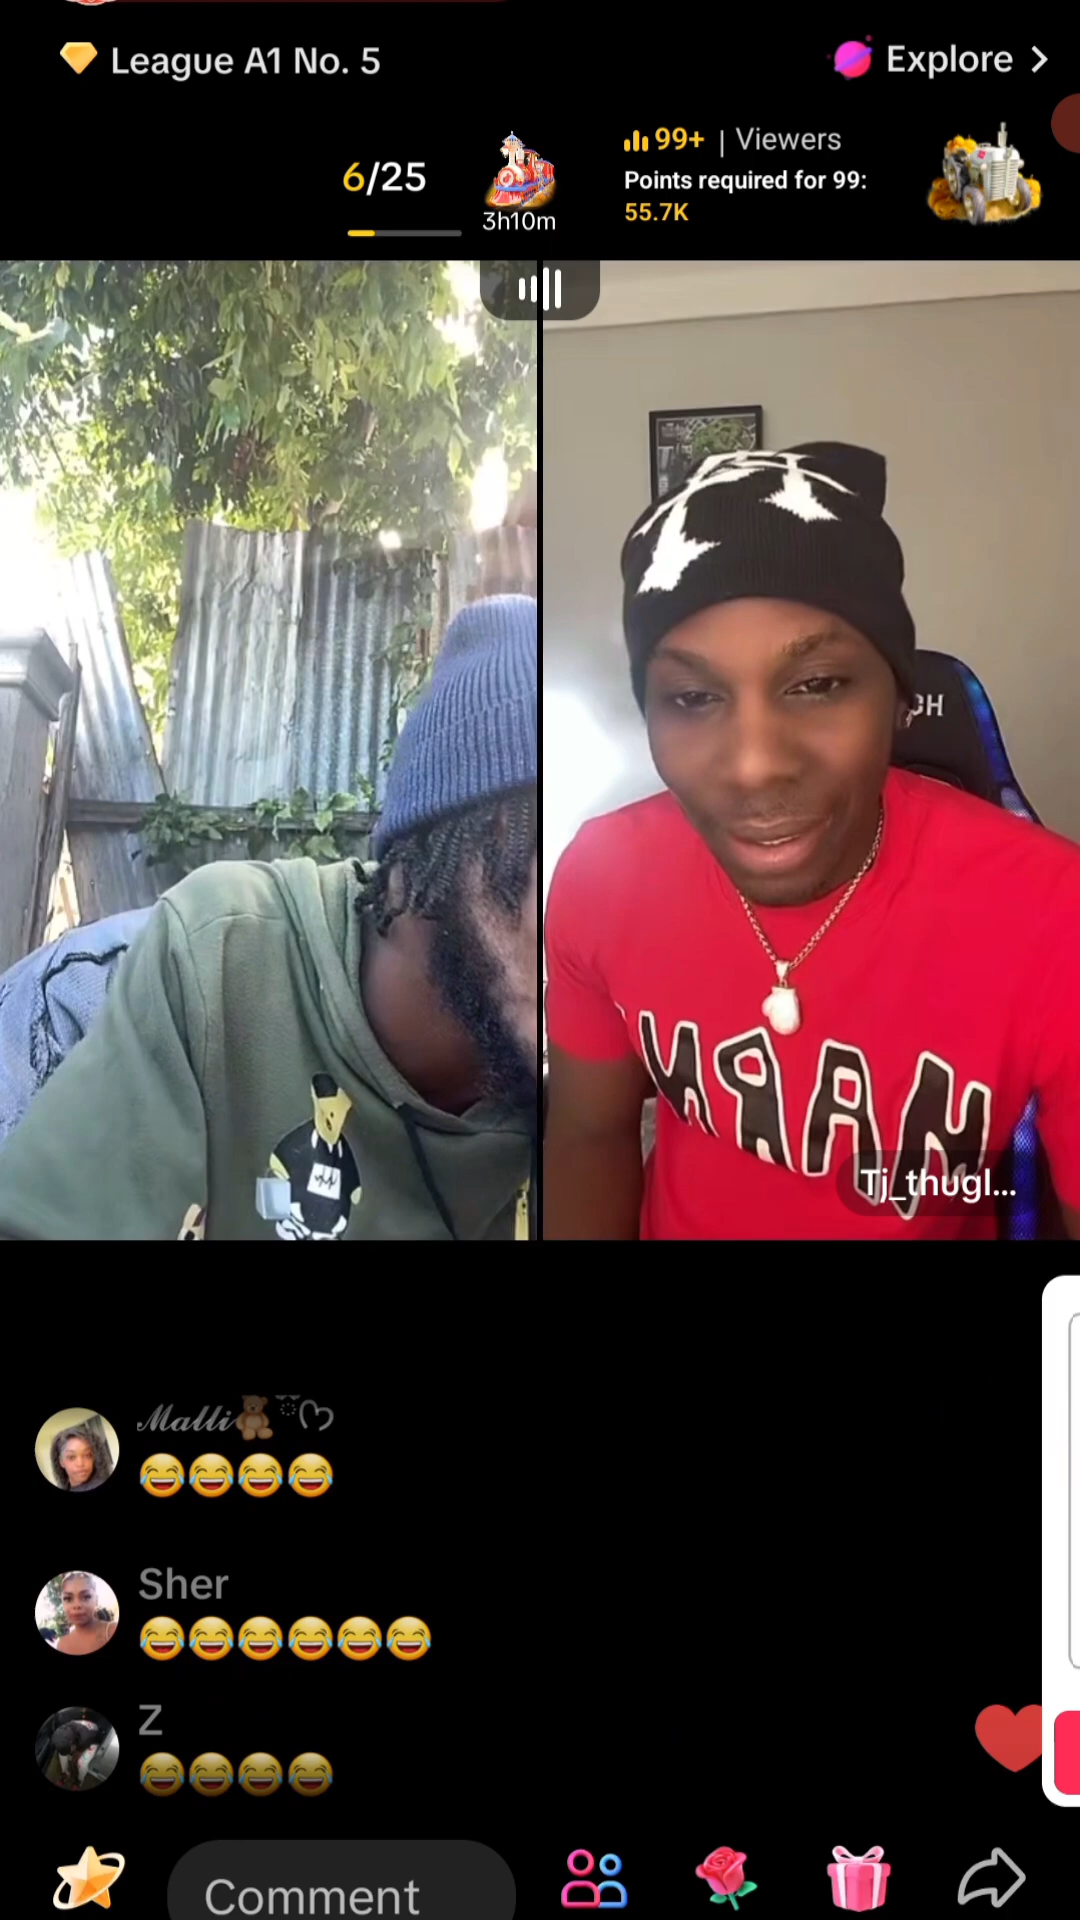 League A1 No. 5
Explore >
6/25
3h10m
99+ | Viewers
Points required for 99:
55.7K
Tj_thugl...
𝓜𝓪𝓵𝓵𝓲🧸
😂😂😂😂
Sher
😂😂😂😂😂😂
Z
😂😂😂😂
Comment